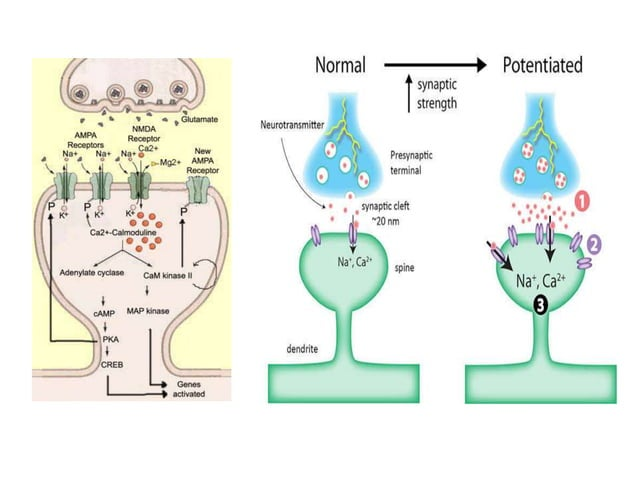 Glutamate
AMPA
Receptors
NMDA
Receptor
New
AMPA
Receptor
Na+
Na+
Na+
Ca2+
Mg2+
P
K+
P
K+
K+
P
Ca2+-Calmoduline
Adenylate cyclase
CaM kinase II
cAMP
MAP kinase
PKA
CREB
Genes
activated
Normal
Potentiated
synaptic
strength
Neurotransmitter
Presynaptic
terminal
synaptic cleft
~20 nm
Na⁺, Ca²⁺
spine
dendrite
1
2
Na⁺, Ca²⁺
3